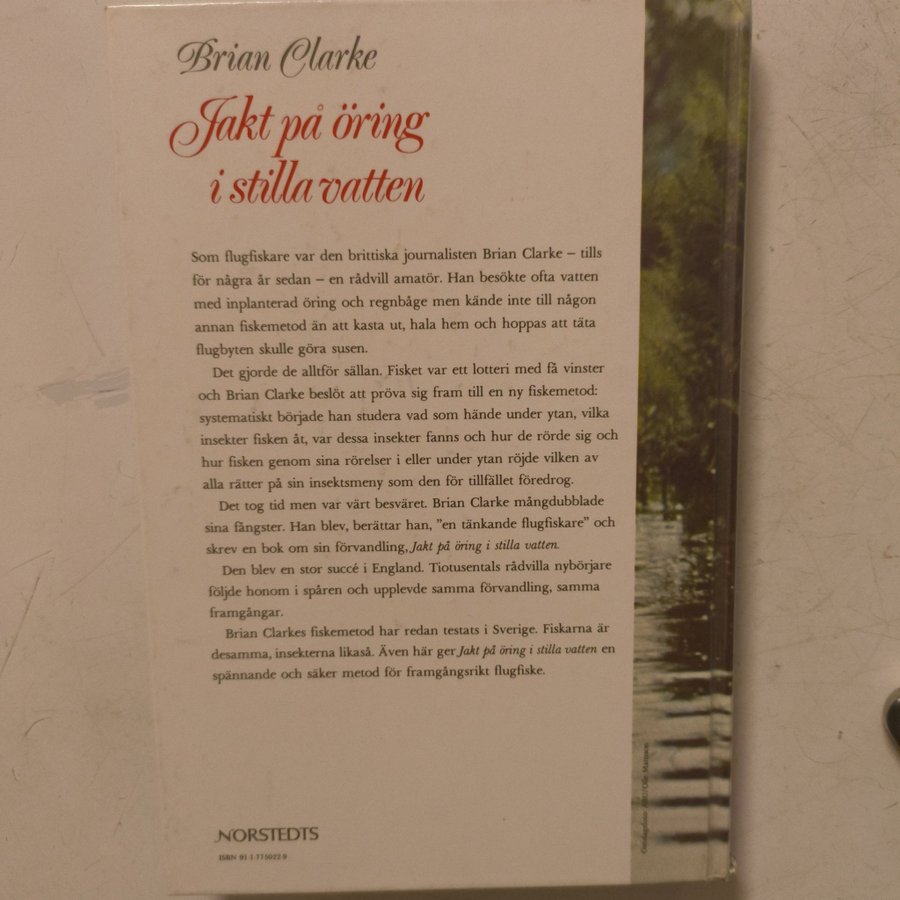 Brian Clarke
Jakt på öring
i stilla vatten
Som flugfiskare var den brittiska journalisten Brian Clarke – tills
för några år sedan – en rådvill amatör. Han besökte ofta vatten
med inplanterad öring och regnbåge men kände inte till någon
annan fiskemetod än att kasta ut, hala hem och hoppas att täta
flugbyten skulle göra susen.
Det gjorde de alltför sällan. Fisket var ett lotteri med få vinster
och Brian Clarke beslöt att pröva sig fram till en ny fiskemetod:
systematiskt började han studera vad som hände under ytan, vilka
insekter fisken åt, var dessa insekter fanns och hur de rörde sig och
hur fisken genom sina rörelser i eller under ytan röjde vilken av
alla rätter på sin insektsmeny som den för tillfället föredrog.
Det tog tid men var värt besväret. Brian Clarke mångdubblade
sina fångster. Han blev, berättar han, ”en tänkande flugfiskare” och
skrev en bok om sin förvandling, Jakt på öring i stilla vatten.
Den blev en stor succé i England. Tiotusentals rådvilla nybörjare
följde honom i spåren och upplevde samma förvandling, samma
framgångar.
Brian Clarkes fiskemetod har redan testats i Sverige. Fiskarna är
desamma, insekterna likaså. Även här ger Jakt på öring i stilla vatten en
spännande och säker metod för framgångsrikt flugfiske.
NORSTEDTS
ISBN 91-1-775022-9